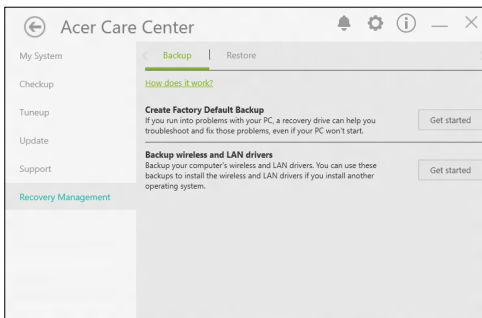 Acer Care Center
My System
Backup
Restore
Checkup
How does it work?
Tuneup
Create Factory Default Backup
If you run into problems with your PC, a recovery drive can help you
troubleshoot and fix those problems, even if your PC won't start.
Get started
Update
Backup wireless and LAN drivers
Backup your computer's wireless and LAN drivers. You can use these
backups to install the wireless and LAN drivers if you install another
operating system.
Get started
Support
Recovery Management